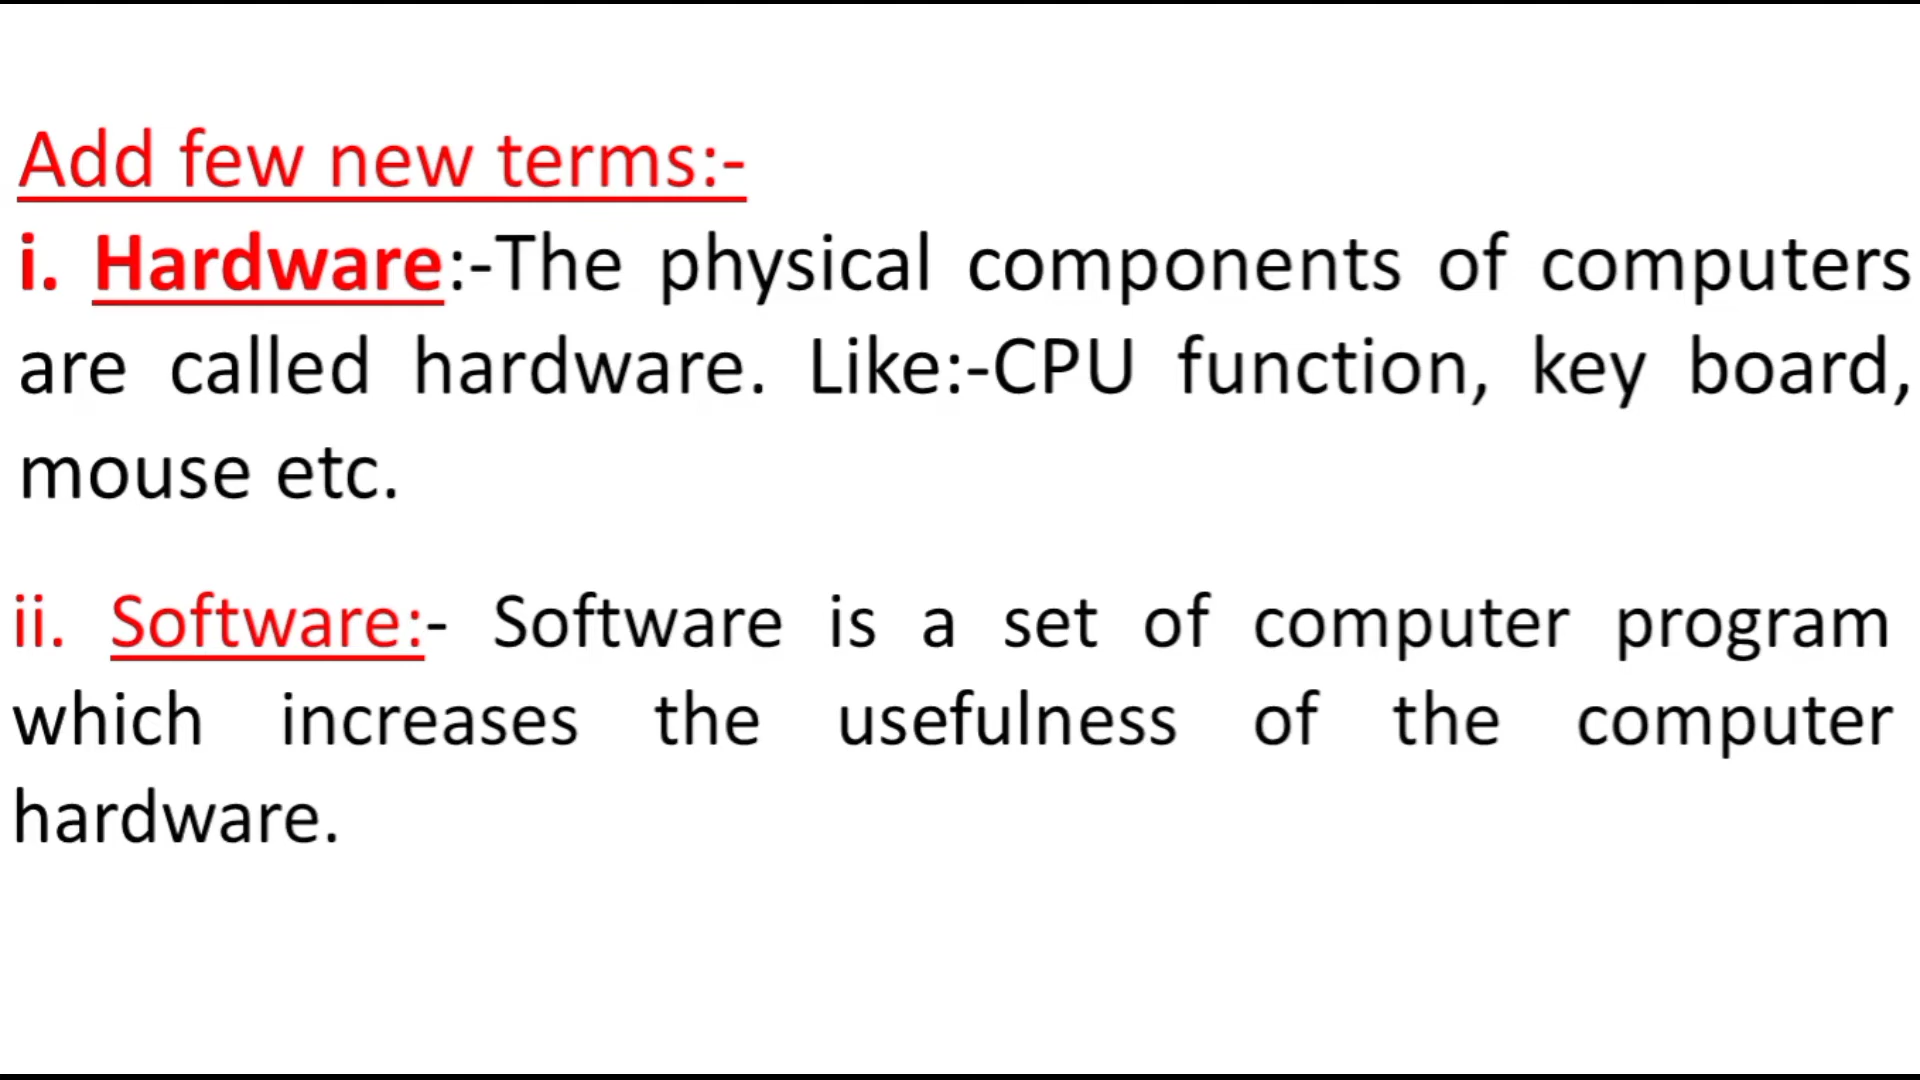 Add few new terms:-
i. Hardware:-The physical components of computers
are called hardware. Like:-CPU function, key board,
mouse etc.
ii. Software:- Software is a set of computer program
which increases the usefulness of the computer
hardware.